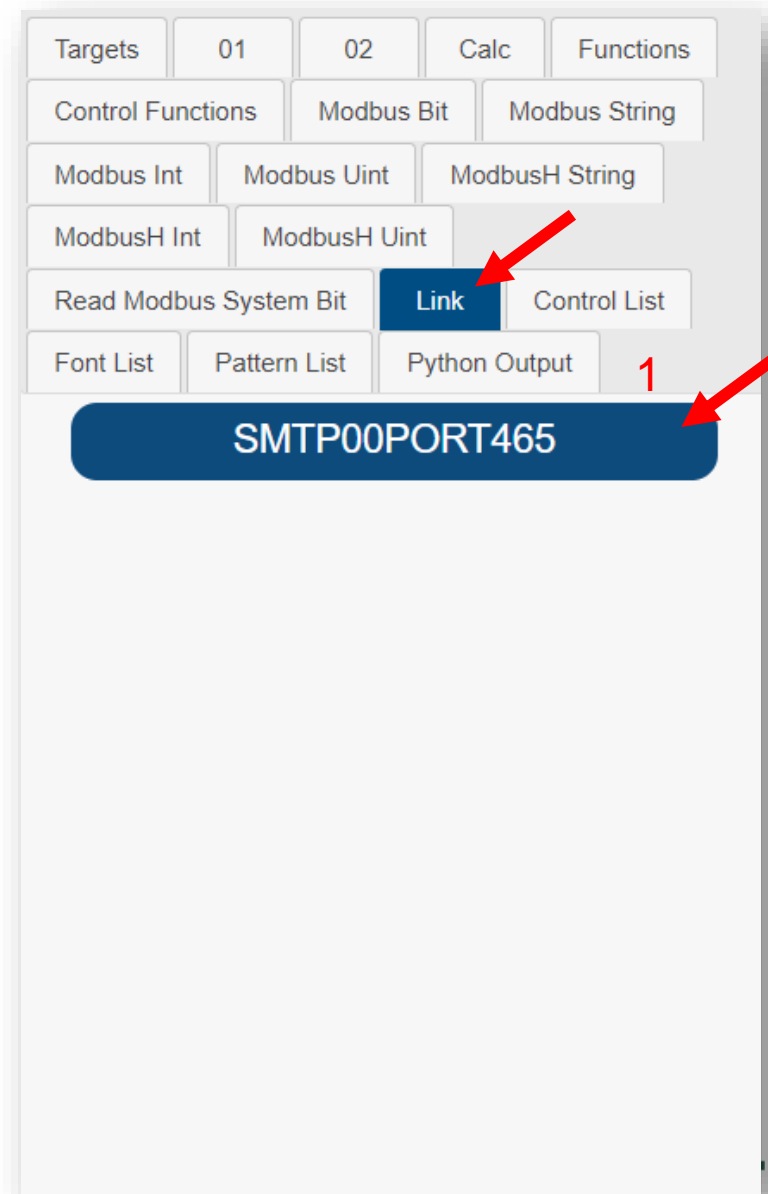 Targets 01 02 Calc Functions
Control Functions Modbus Bit Modbus String
Modbus Int Modbus Uint ModbusH String
ModbusH Int ModbusH Uint
Read Modbus System Bit Link Control List
Font List Pattern List Python Output
1
SMTP00PORT465